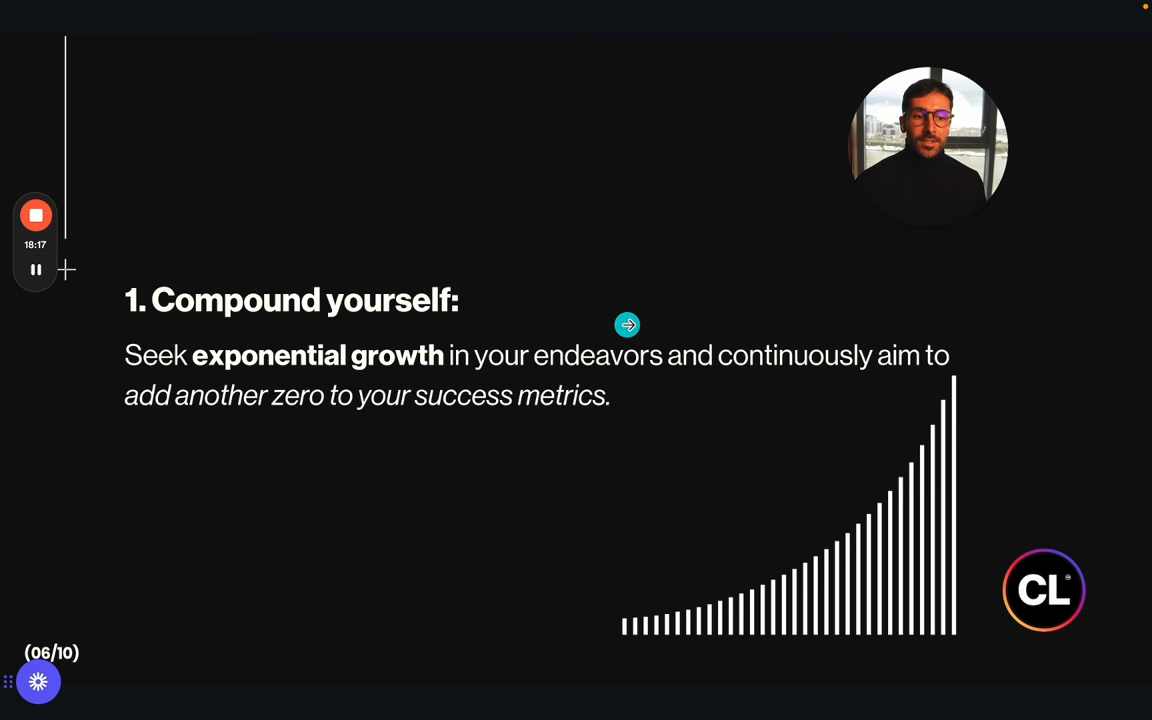 18:17
1. Compound yourself:
Seek exponential growth in your endeavors and continuously aim to
add another zero to your success metrics.
CL
(06/10)